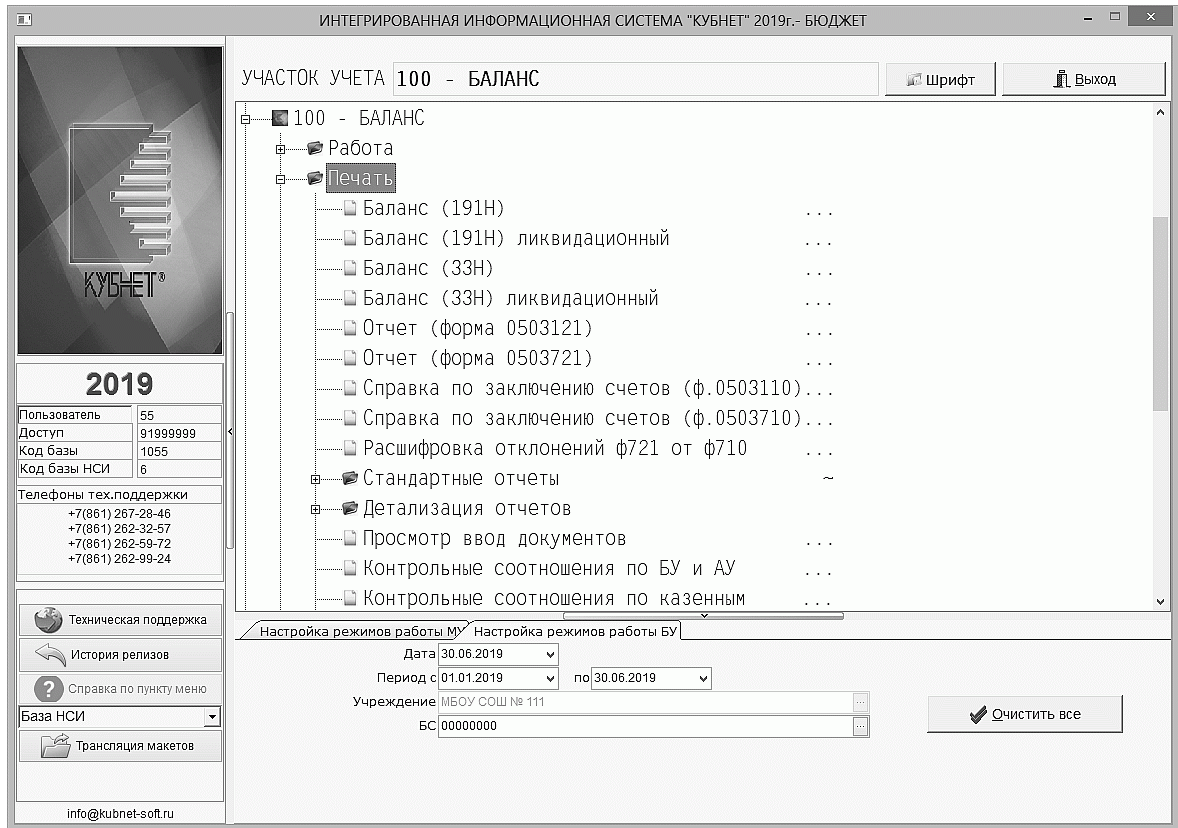 ИНТЕГРИРОВАННАЯ ИНФОРМАЦИОННАЯ СИСТЕМА "КУБНЕТ" 2019г.- БЮДЖЕТ
КУБНЕТ®
2019
Пользователь 55
Доступ 91999999
Код базы 1055
Код базы НСИ 6
Телефоны тех.поддержки
+7(861) 267-28-46
+7(861) 262-32-57
+7(861) 262-59-72
+7(861) 262-99-24
Техническая поддержка
История релизов
Справка по пункту меню
База НСИ
Трансляция макетов
info@kubnet-soft.ru
УЧАСТОК УЧЕТА 100 - БАЛАНС Шрифт Выход
100 - БАЛАНС
Работа
Печать
Баланс (191Н) ...
Баланс (191Н) ликвидационный ...
Баланс (33Н) ...
Баланс (33Н) ликвидационный ...
Отчет (форма 0503121) ...
Отчет (форма 0503721) ...
Справка по заключению счетов (ф.0503110)...
Справка по заключению счетов (ф.0503710)...
Расшифровка отклонений ф721 от ф710 ...
Стандартные отчеты ~
Детализация отчетов
Просмотр ввод документов ...
Контрольные соотношения по БУ и АУ ...
Контрольные соотношения по казенным ...
Настройка режимов работы МУ Настройка режимов работы БУ
Дата 30.06.2019
Период с 01.01.2019 по 30.06.2019
Учреждение МБОУ СОШ № 111 ...
БС 00000000 ...
Очистить все